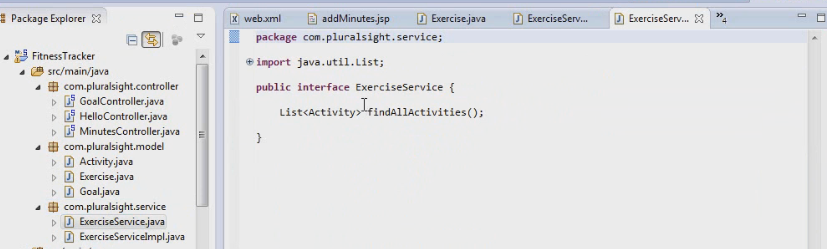 Package Explorer
FitnessTracker
src/main/java
com.pluralsight.controller
GoalController.java
HelloController.java
MinutesController.java
com.pluralsight.model
Activity.java
Exercise.java
Goal.java
com.pluralsight.service
ExerciseService.java
ExerciseServiceImpl.java
web.xml addMinutes.jsp Exercise.java ExerciseServ... ExerciseServ... 4
package com.pluralsight.service;
import java.util.List;
public interface ExerciseService {
List<Activity> findAllActivities();
}